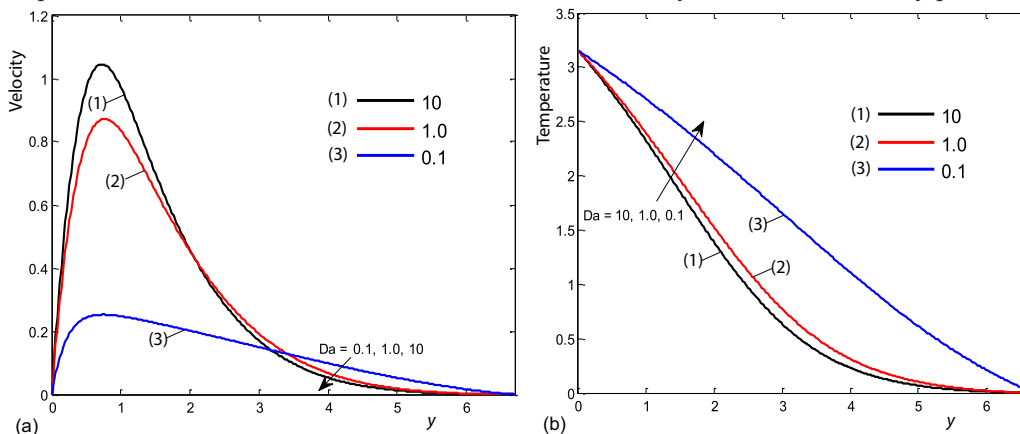 1.2
1
0.8
0.6
0.4
0.2
0
Velocity
(1)
(2)
(3)
(1) 10
(2) 1.0
(3) 0.1
Da = 0.1, 1.0, 10
0 1 2 3 4 5 6
y
(a)
3.5
3
2.5
2
1.5
1
0.5
0
Temperature
(1) 10
(2) 1.0
(3) 0.1
Da = 10, 1.0, 0.1
(3)
(1)
(2)
0 1 2 3 4 5 6
y
(b)